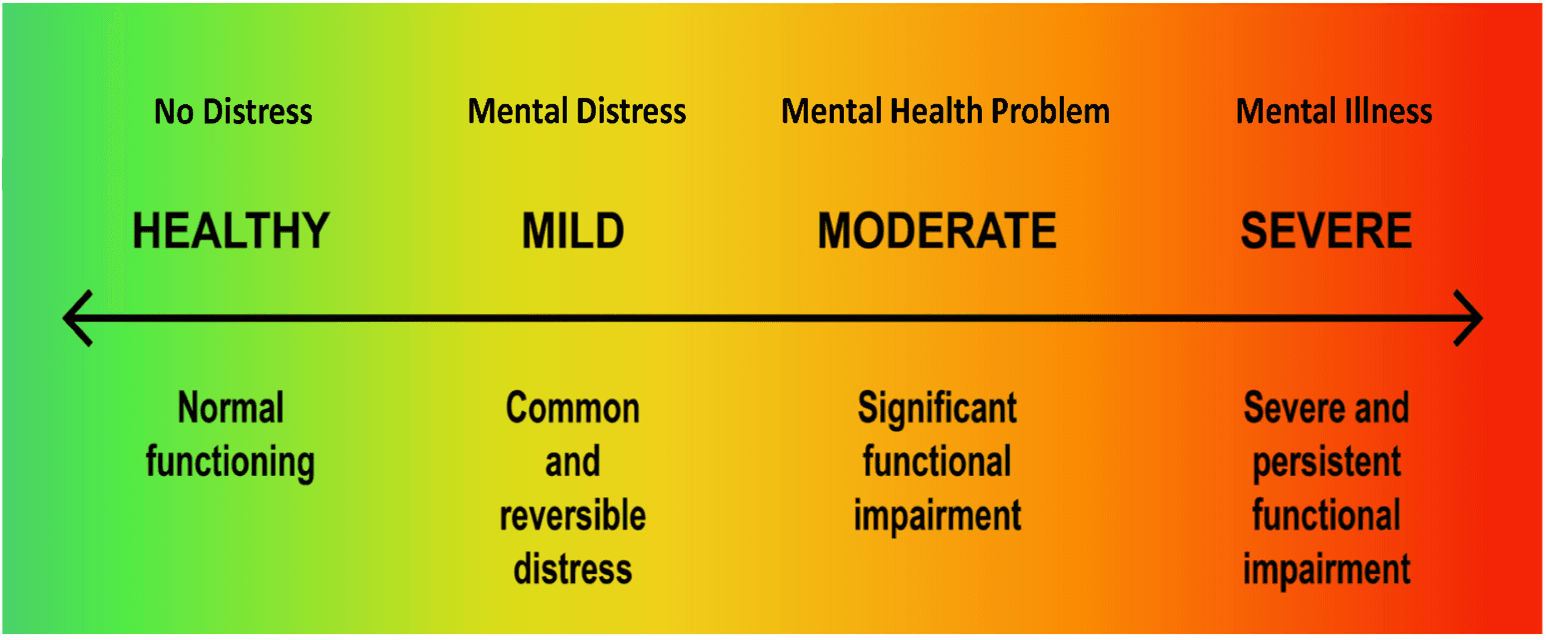 No Distress
Mental Distress
Mental Health Problem
Mental Illness
HEALTHY
MILD
MODERATE
SEVERE
Normal
functioning
Common
and
reversible
distress
Significant
functional
impairment
Severe and
persistent
functional
impairment